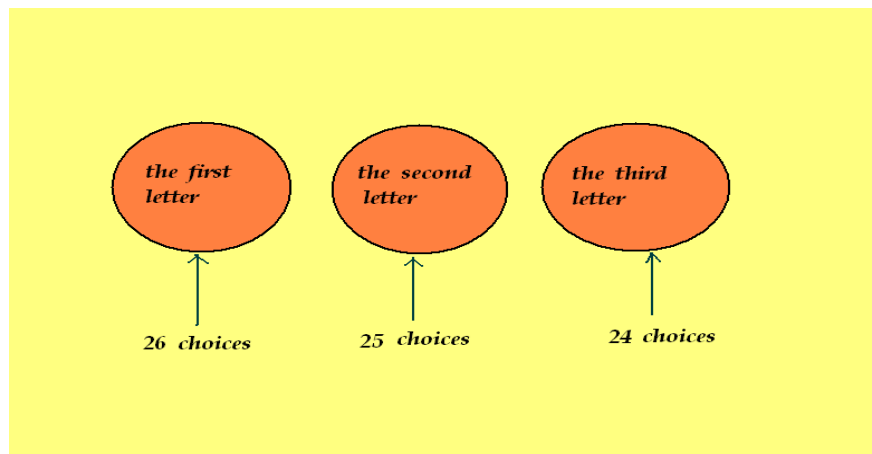 the first
letter
the second
letter
the third
letter
26 choices
25 choices
24 choices